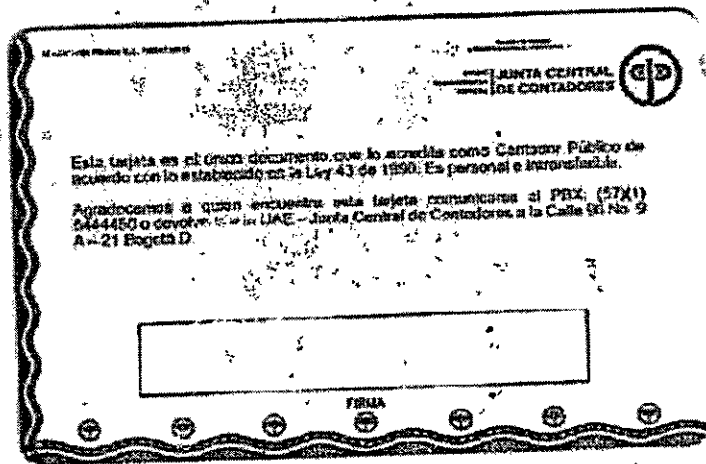 JUNTA CENTRAL
DE CONTADORES
Esta tarjeta es el único documento que lo acredita como Contador Público de
acuerdo con lo establecido en la Ley 43 de 1990. Es personal e intransferible.
Agradecemos a quien encuentre esta tarjeta comunicarse al PBX: (57)(1)
6444450 o devolverla a la UAE - Junta Central de Contadores a la Calle 96 No. 9
A - 21 Bogotá D.
FIRMA